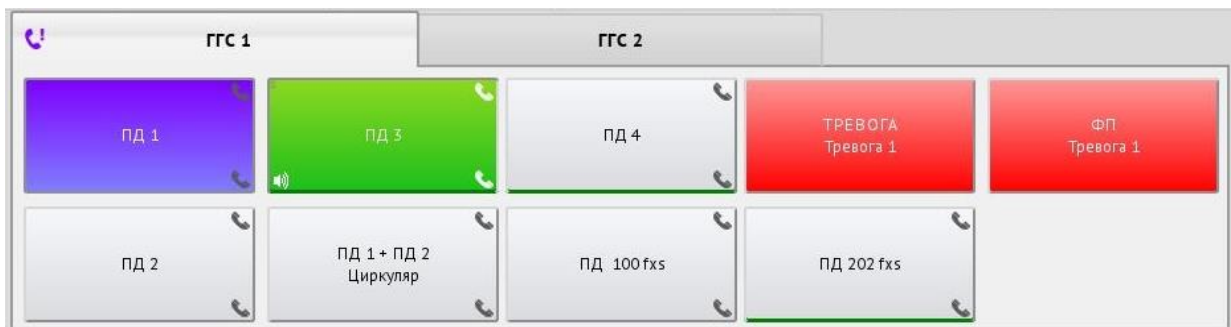 ГГС 1
ГГС 2
ПД 1
ПД 3
ПД 4
ТРЕВОГА
Тревога 1
ФП
Тревога 1
ПД 2
ПД 1 + ПД 2
Циркуляр
ПД 100 fxs
ПД 202 fxs